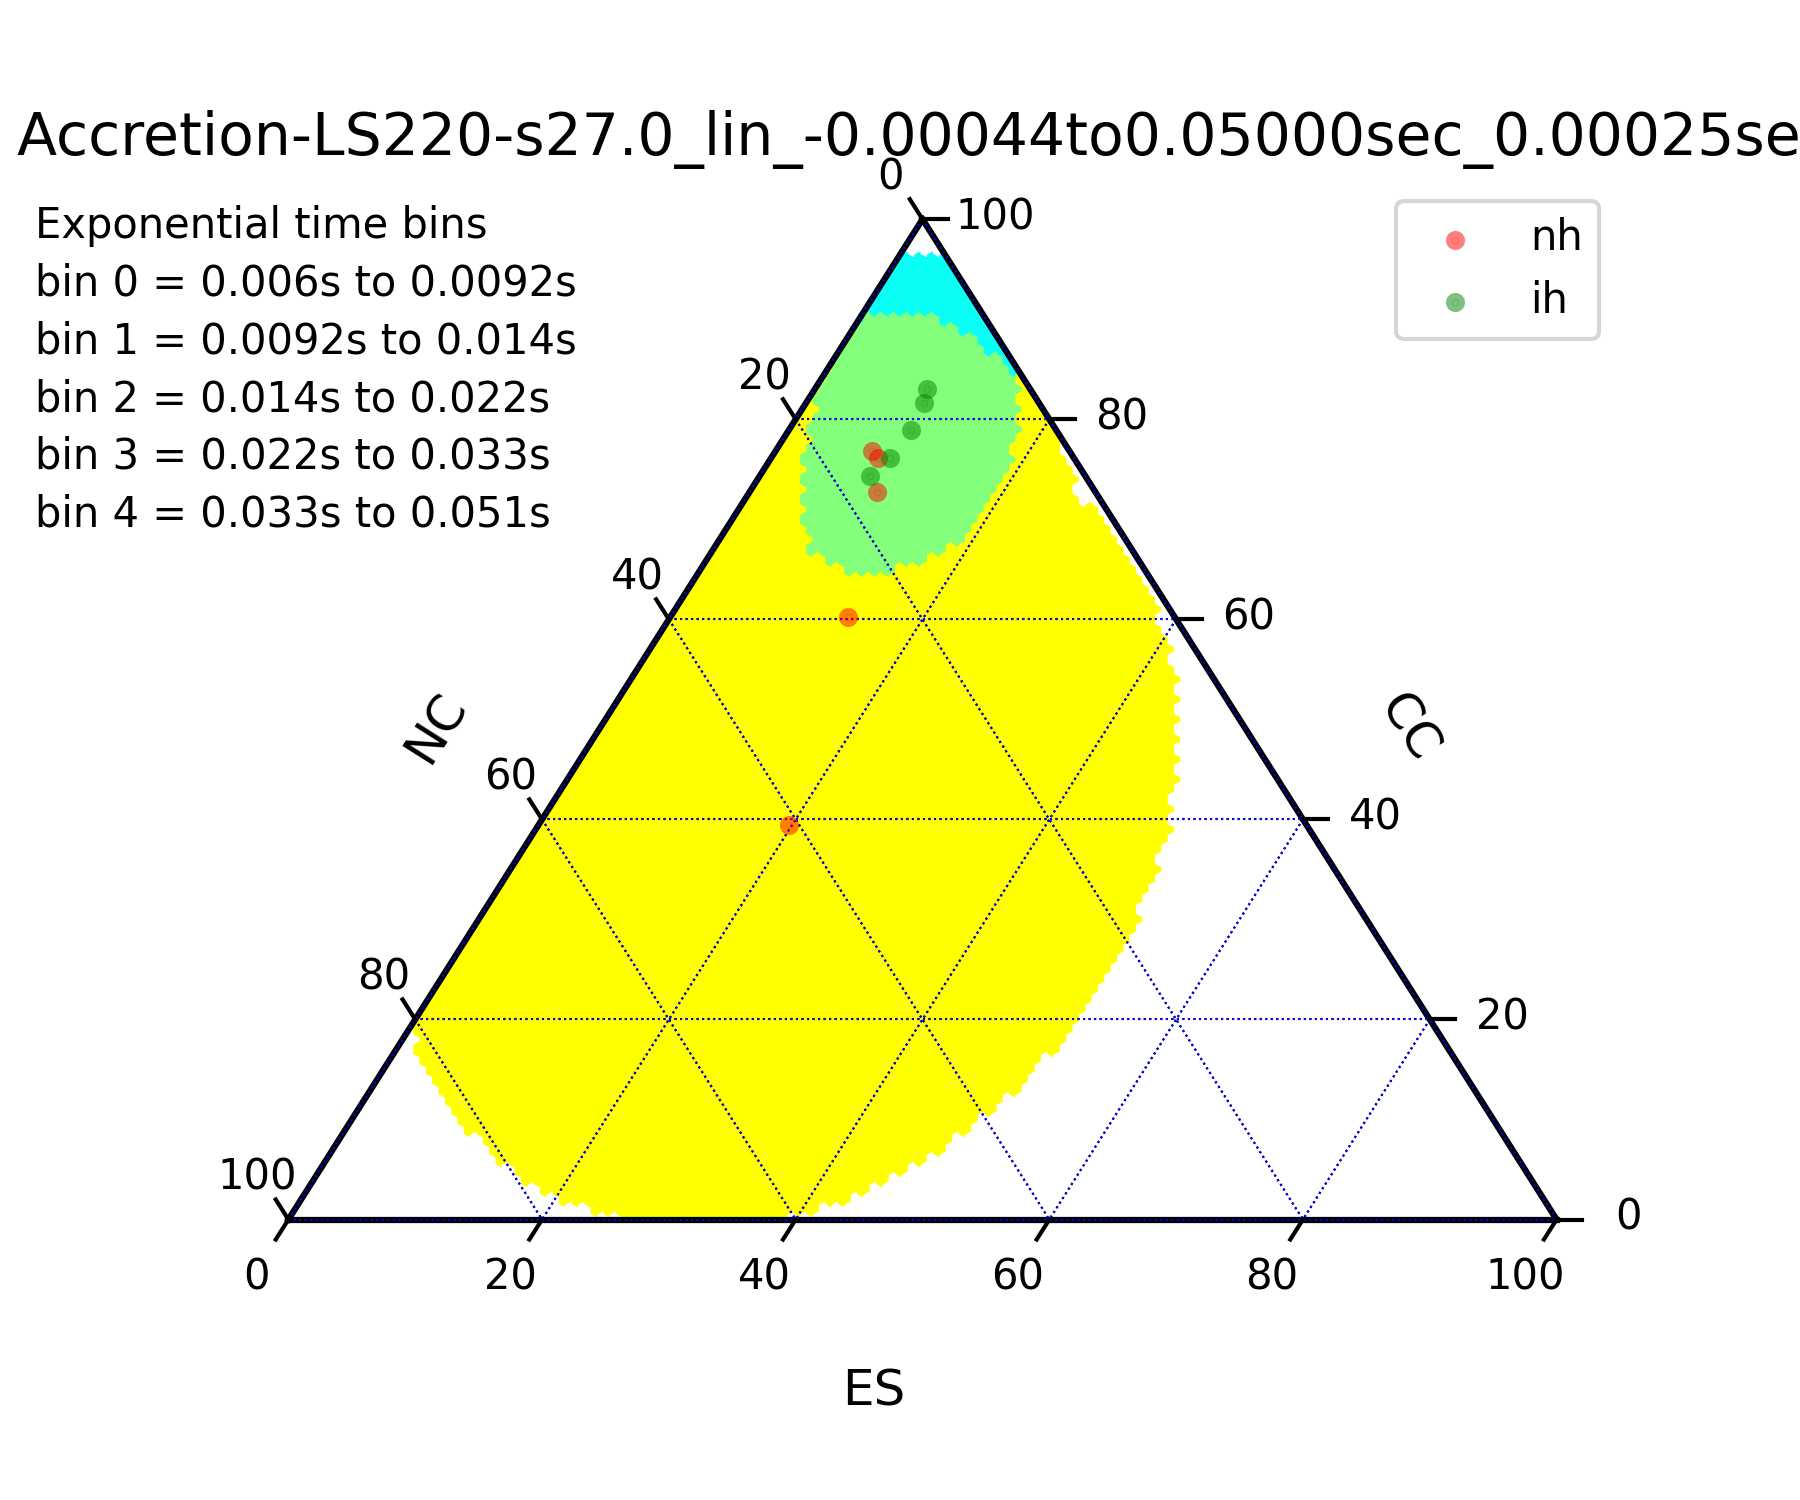 Accretion-LS220-s27.0_lin_-0.00044to0.05000sec_0.00025se
Exponential time bins
bin 0 = 0.006s to 0.0092s
bin 1 = 0.0092s to 0.014s
bin 2 = 0.014s to 0.022s
bin 3 = 0.022s to 0.033s
bin 4 = 0.033s to 0.051s
nh
ih
0
100
20
80
40
60
NC
CC
60
40
80
20
100
0
0
20
40
60
80
100
ES